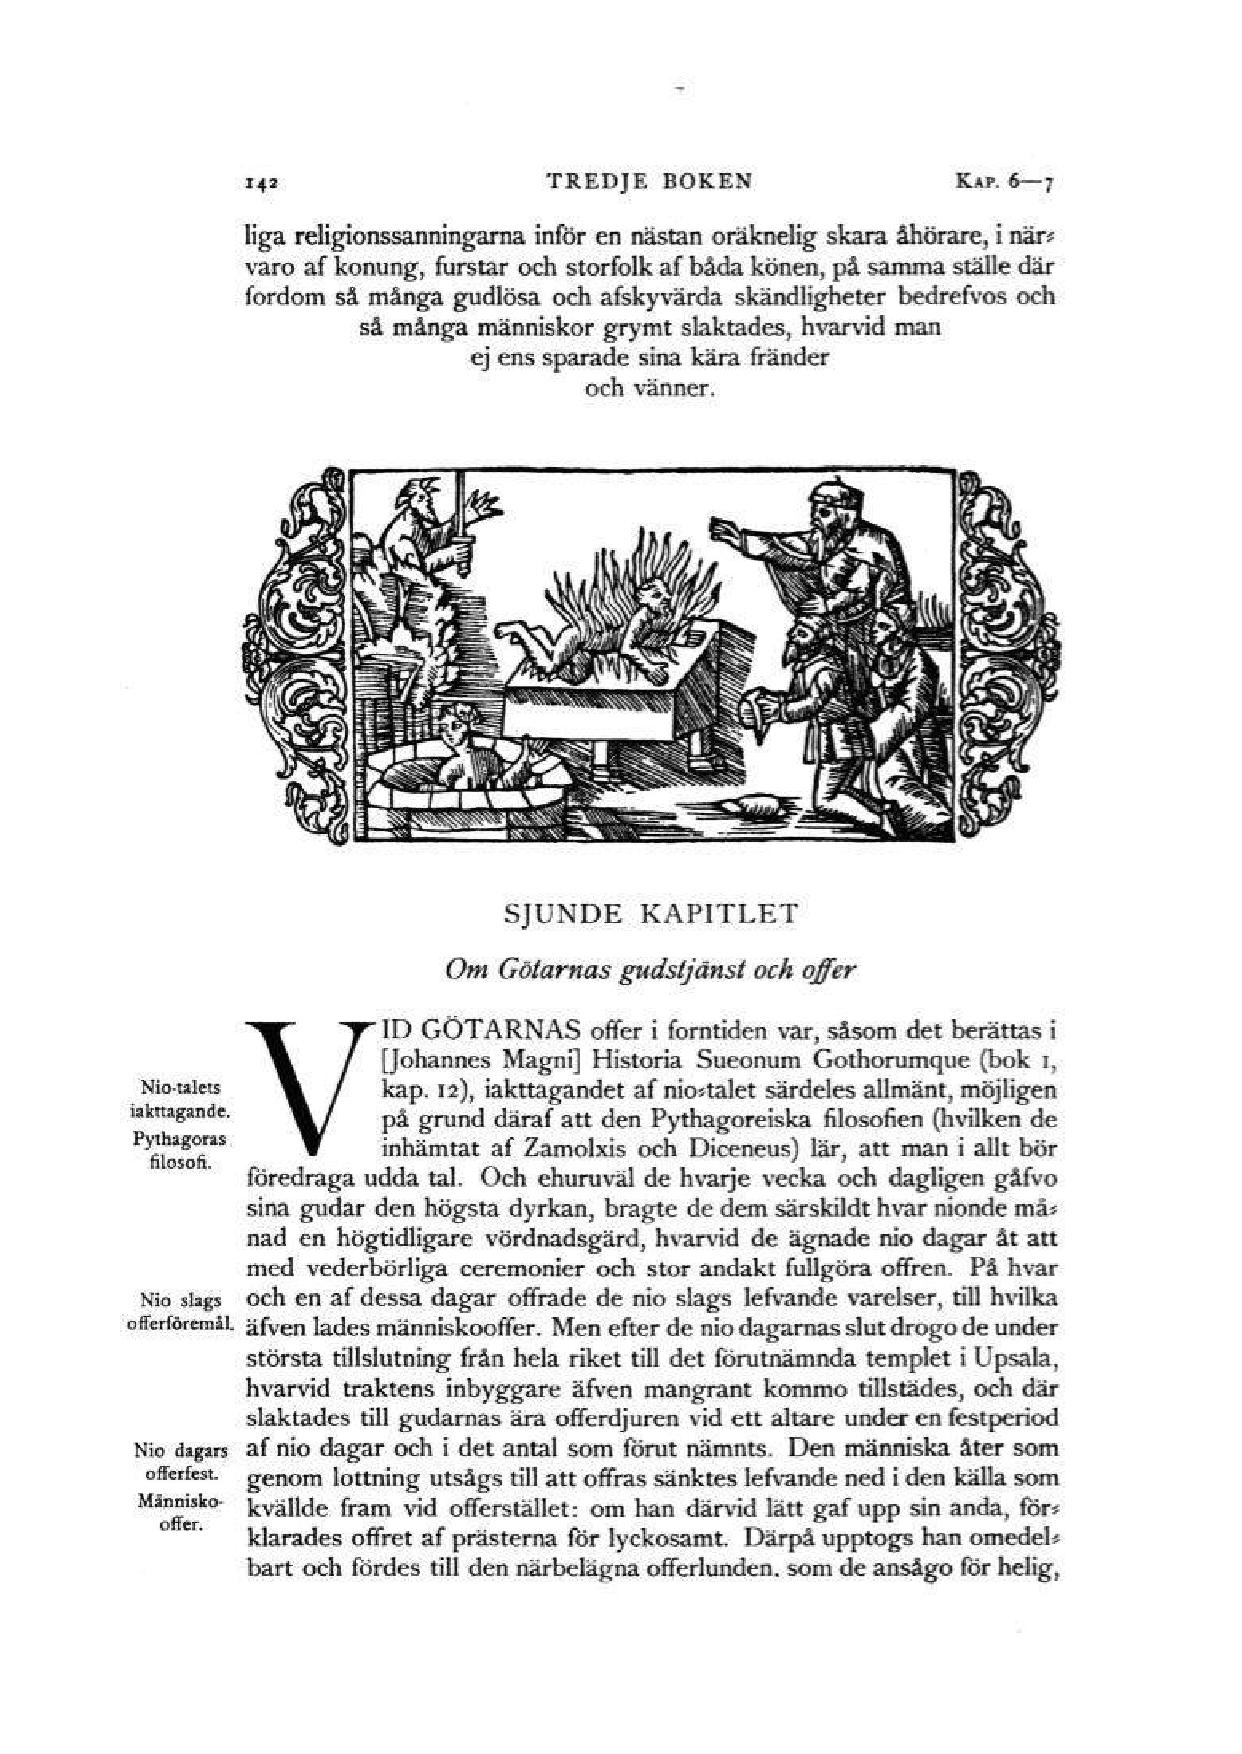 142 TREDJE BOKEN KAP. 6—7
liga religionssanningarna inför en nästan oräknelig skara åhörare, i när-
varo af konung, furstar och storfolk af båda könen, på samma ställe där
fordom så många gudlösa och afskyvärda skändligheter bedrefvos och
så många människor grymt slaktades, hvarvid man
ej ens sparade sina kära fränder
och vänner.
SJUNDE KAPITLET
Om Götarnas gudstjänst och offer
VID GÖTARNAS offer i forntiden var, såsom det berättas i
[Johannes Magni] Historia Sueonum Gothorumque (bok 1,
Nio-talets
kap. 12), iakttagandet af nio-talet särdeles allmänt, möjligen
iakttagande.
på grund däraf att den Pythagoreiska filosofien (hvilken de
Pythagoras
inhämtat af Zamolxis och Diceneus) lär, att man i allt bör
filosofi.
föredraga udda tal. Och ehuruväl de hvarje vecka och dagligen gåfvo
sina gudar den högsta dyrkan, bragte de dem särskildt hvar nionde må-
nad en högtidligare vördnadsgärd, hvarvid de ägnade nio dagar åt att
med vederbörliga ceremonier och stor andakt fullgöra offren. På hvar
Nio slags
och en af dessa dagar offrade de nio slags lefvande varelser, till hvilka
offerföremål.
äfven lades människooffer. Men efter de nio dagarnas slut drogo de under
största tillslutning från hela riket till det förutnämnda templet i Upsala,
hvarvid traktens inbyggare äfven mangrant kommo tillstädes, och där
slaktades till gudarnas ära offerdjuren vid ett altare under en festperiod
Nio dagars
af nio dagar och i det antal som förut nämnts. Den människa åter som
offerfest.
genom lottning utsågs till att offras sänktes lefvande ned i den källa som
Människo-
kvällde fram vid offerstället: om han därvid lätt gaf upp sin anda, för-
offer.
klarades offret af prästerna för lyckosamt. Därpå upptogs han omedel-
bart och fördes till den närbelägna offerlunden, som de ansågo för helig,